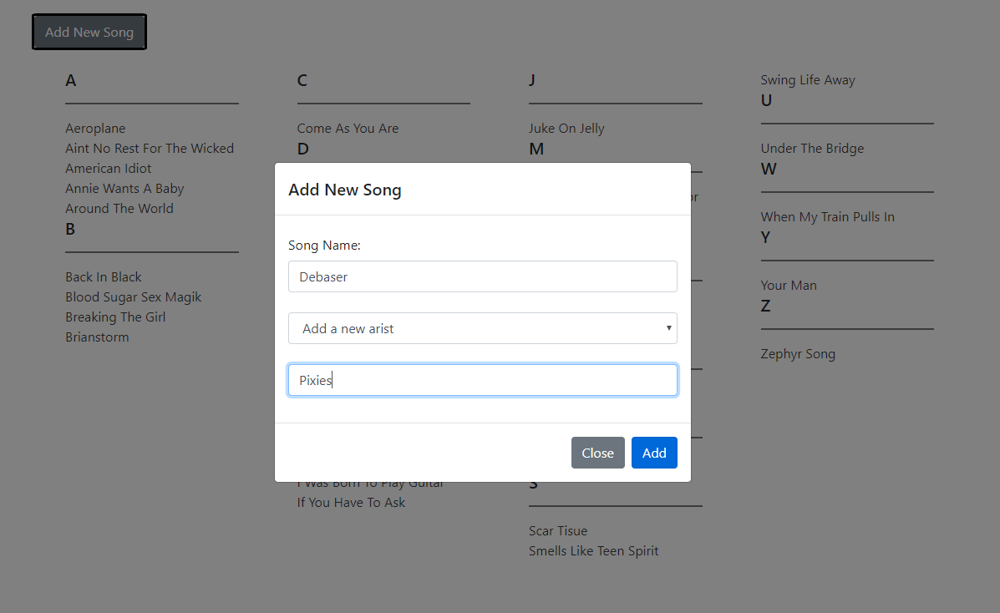 Add New Song
A
Aeroplane
Aint No Rest For The Wicked
American Idiot
Annie Wants A Baby
Around The World
B
Back In Black
Blood Sugar Sex Magik
Breaking The Girl
Brianstorm
C
Come As You Are
D
I Was Born To Play Guitar
If You Have To Ask
J
Juke On Jelly
M
or
S
Scar Tisue
Smells Like Teen Spirit
Swing Life Away
U
Under The Bridge
W
When My Train Pulls In
Y
Your Man
Z
Zephyr Song
Add New Song
Song Name:
Debaser
Add a new arist
Pixies
Close
Add